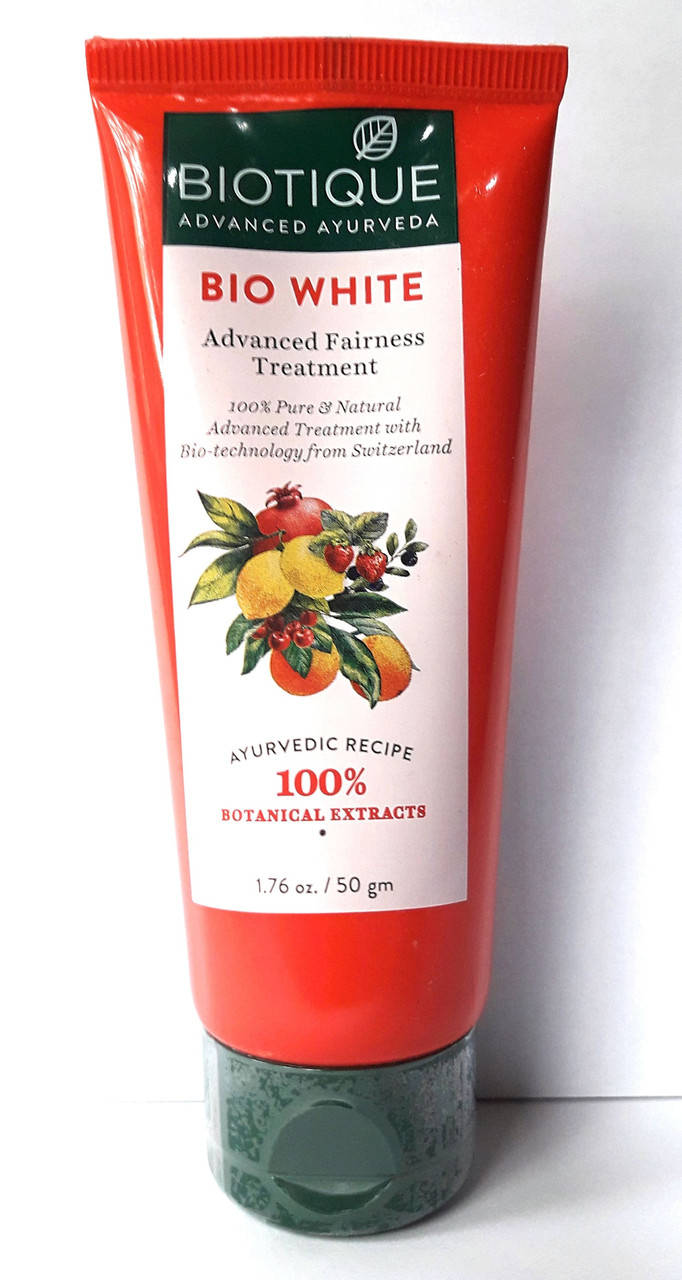 BIOTIQUE
ADVANCED AYURVEDA
BIO WHITE
Advanced Fairness
Treatment
100% Pure & Natural
Advanced Treatment with
Bio-technology from Switzerland
AYURVEDIC RECIPE
100%
BOTANICAL EXTRACTS
1.76 oz. / 50 gm